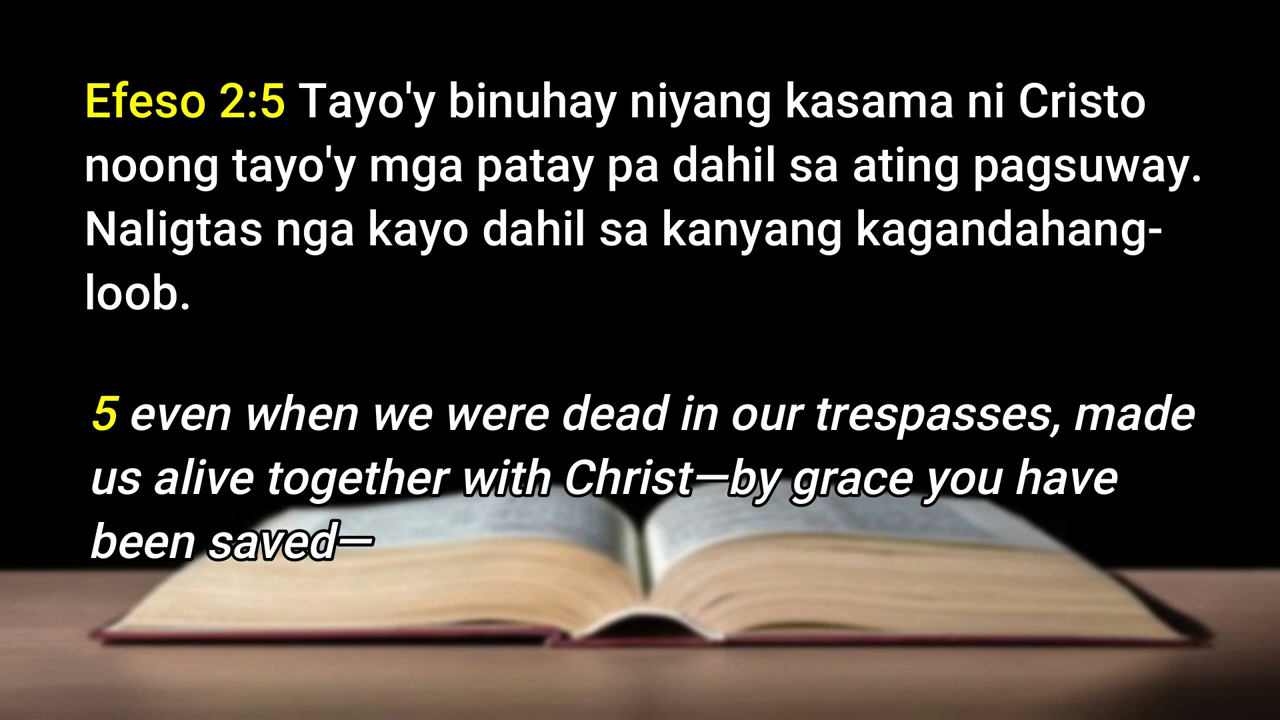 Efeso 2:5 Tayo'y binuhay niyang kasama ni Cristo
noong tayo'y mga patay pa dahil sa ating pagsuway.
Naligtas nga kayo dahil sa kanyang kagandahang-
loob.
5 even when we were dead in our trespasses, made
us alive together with Christ—by grace you have
been saved—